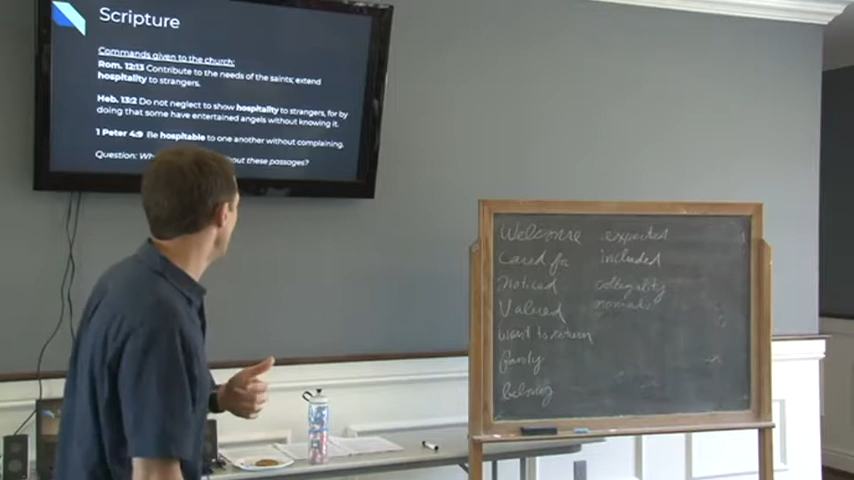 Scripture
Commands given to the church:
Rom. 12:13 Contribute to the needs of the saints; extend
hospitality to strangers.
Heb. 13:2 Do not neglect to show hospitality to strangers, for by
doing that some have entertained angels without knowing it.
1 Peter 4:9 Be hospitable to one another without complaining.
Question: out these passages?
Welcome expected
Cared for included
Noticed collegiality
Valued
want to return
family
belong